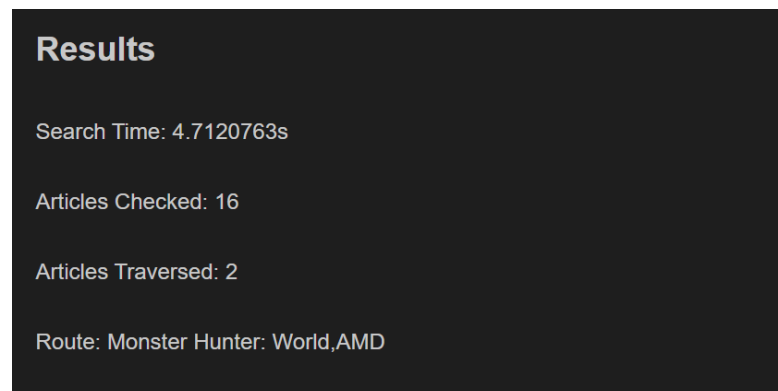 Results
Search Time: 4.7120763s
Articles Checked: 16
Articles Traversed: 2
Route: Monster Hunter: World,AMD